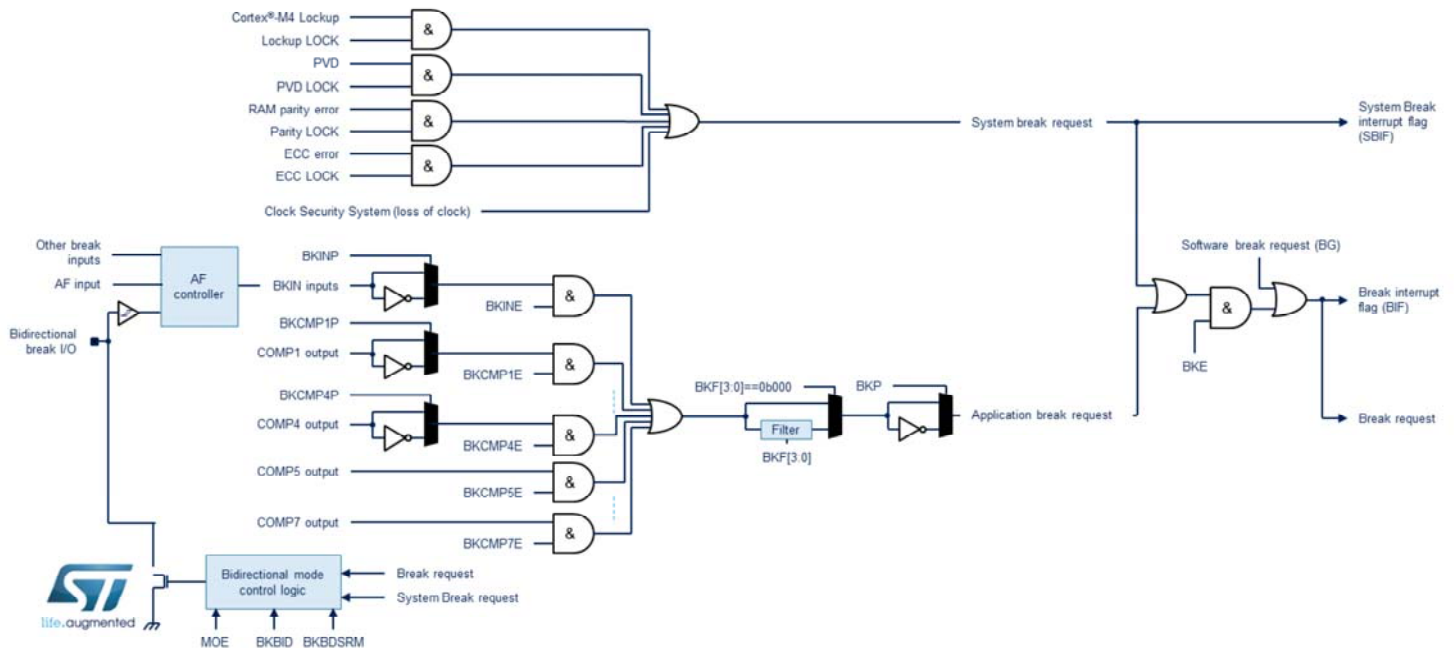 Cortex®-M4 Lockup
Lockup LOCK
&
PVD
PVD LOCK
&
RAM parity error
Parity LOCK
&
ECC error
ECC LOCK
&
Clock Security System (loss of clock)
System break request
System Break
interrupt flag
(SBIF)
Other break
inputs
AF input
Bidirectional
break I/O
AF
controller
BKINP
BKIN inputs
BKINE
&
BKCMP1P
COMP1 output
BKCMP1E
&
BKCMP4P
COMP4 output
BKCMP4E
&
COMP5 output
BKCMP5E
&
COMP7 output
BKCMP7E
&
BKF[3:0]==0b000
Filter
BKF[3:0]
BKP
Application break request
Software break request (BG)
&
BKE
Break interrupt
flag (BIF)
Break request
Bidirectional mode
control logic
Break request
System Break request
MOE
BKBID
BKBDSRM
ST
life.augmented